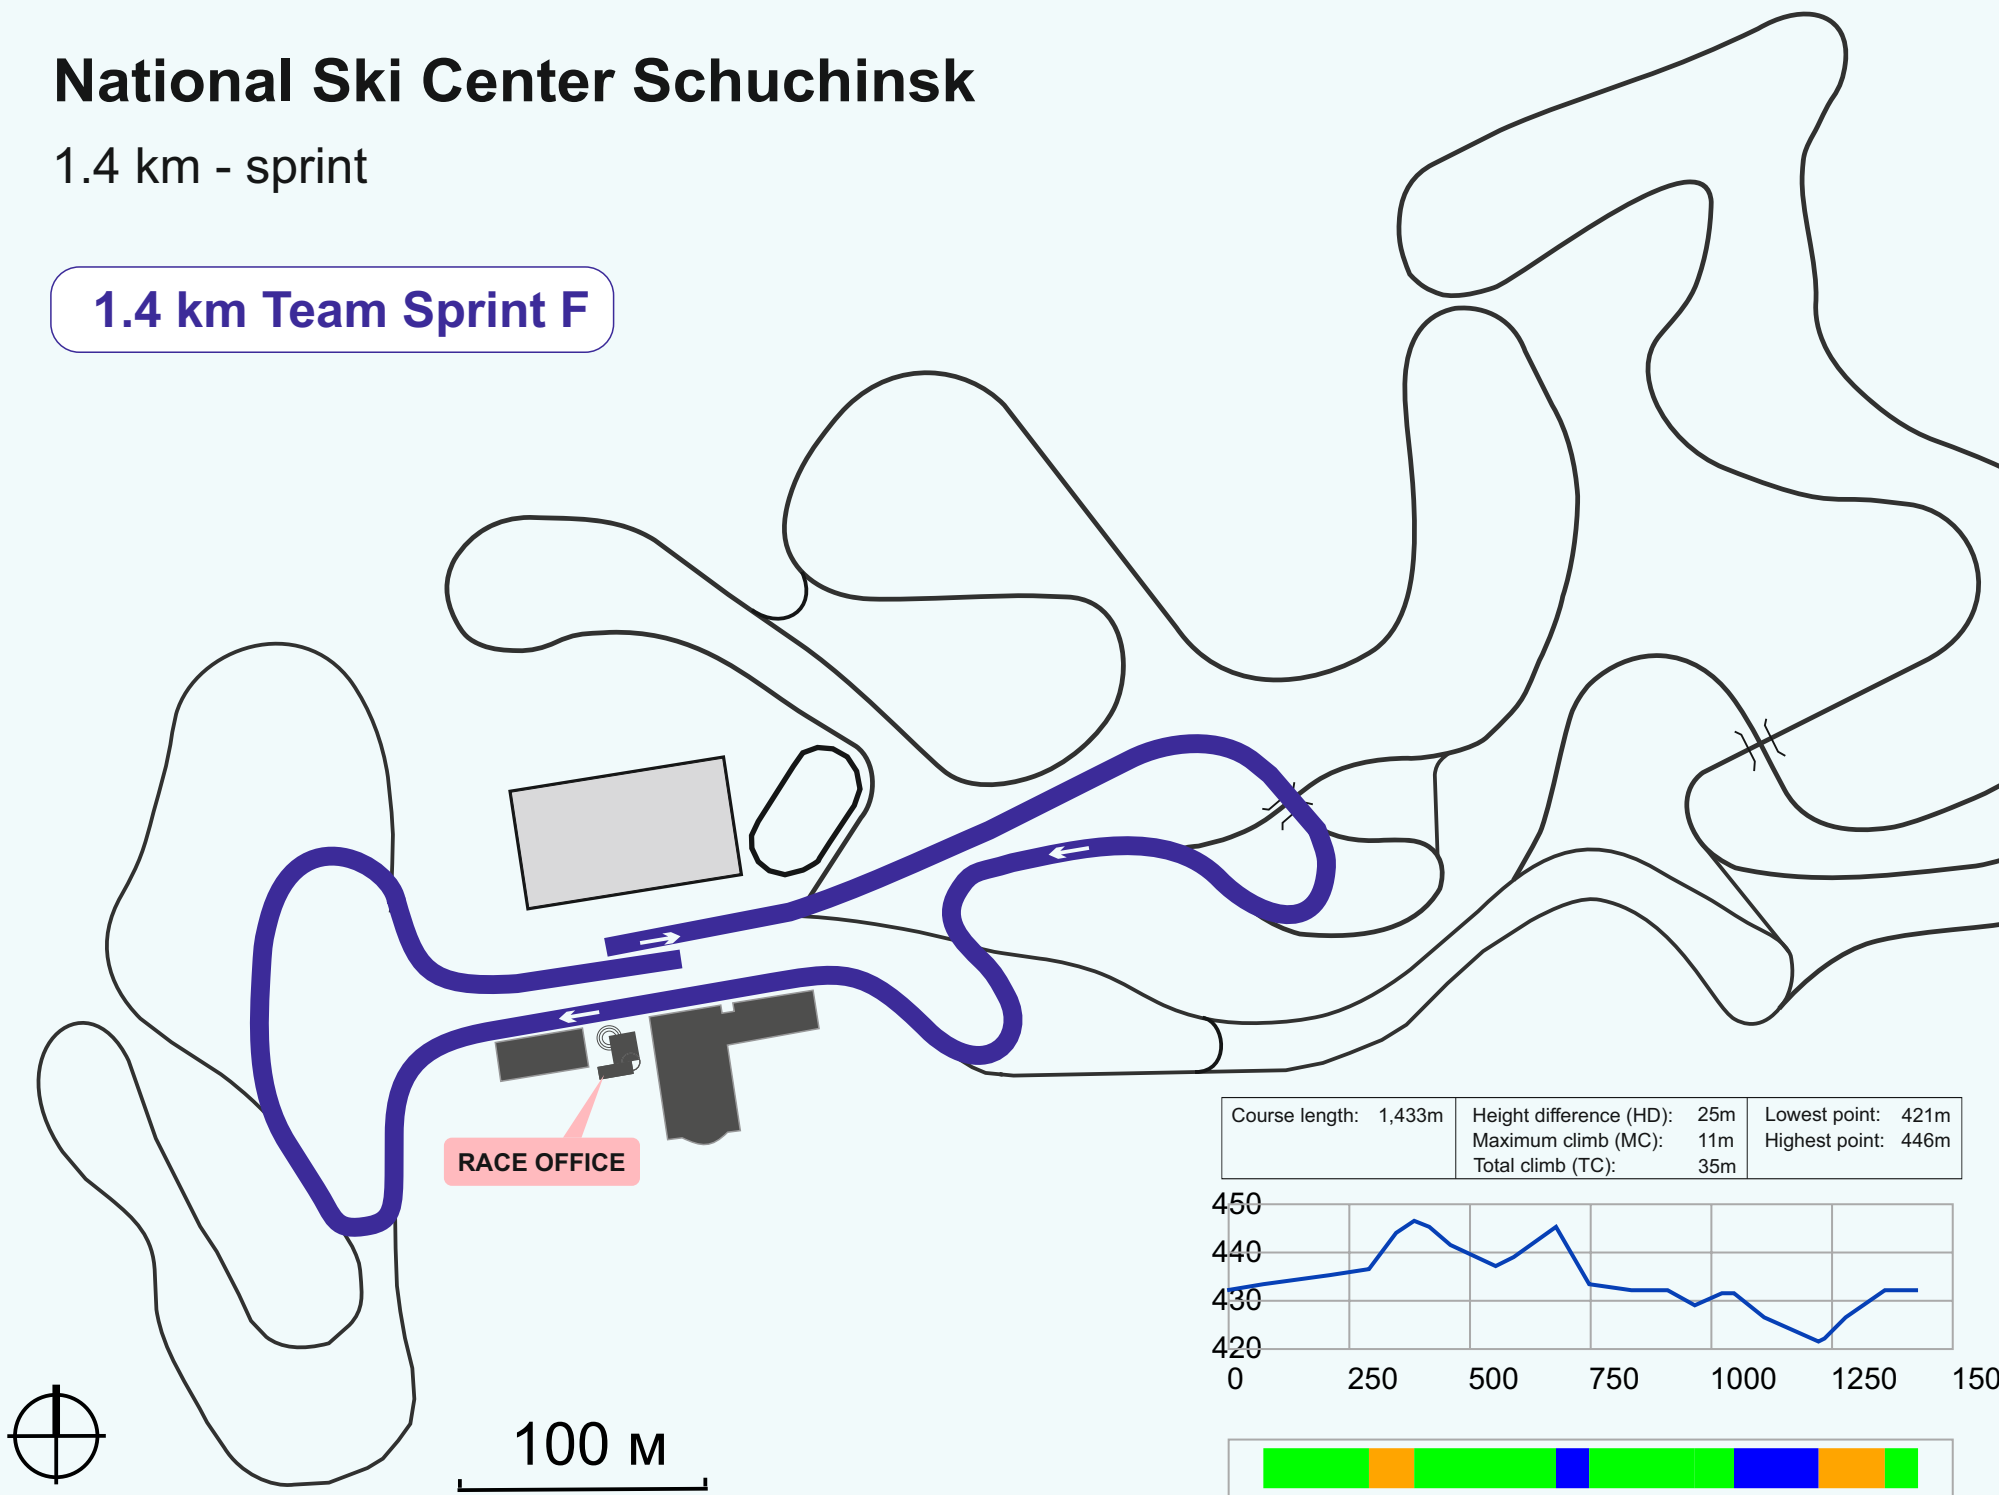 National Ski Center Schuchinsk
1.4 km - sprint
1.4 km Team Sprint F
RACE OFFICE
100 м
Course length: 1,433m
Height difference (HD): 25m
Maximum climb (MC): 11m
Total climb (TC): 35m
Lowest point: 421m
Highest point: 446m
450
440
430
420
0 250 500 750 1000 1250 150